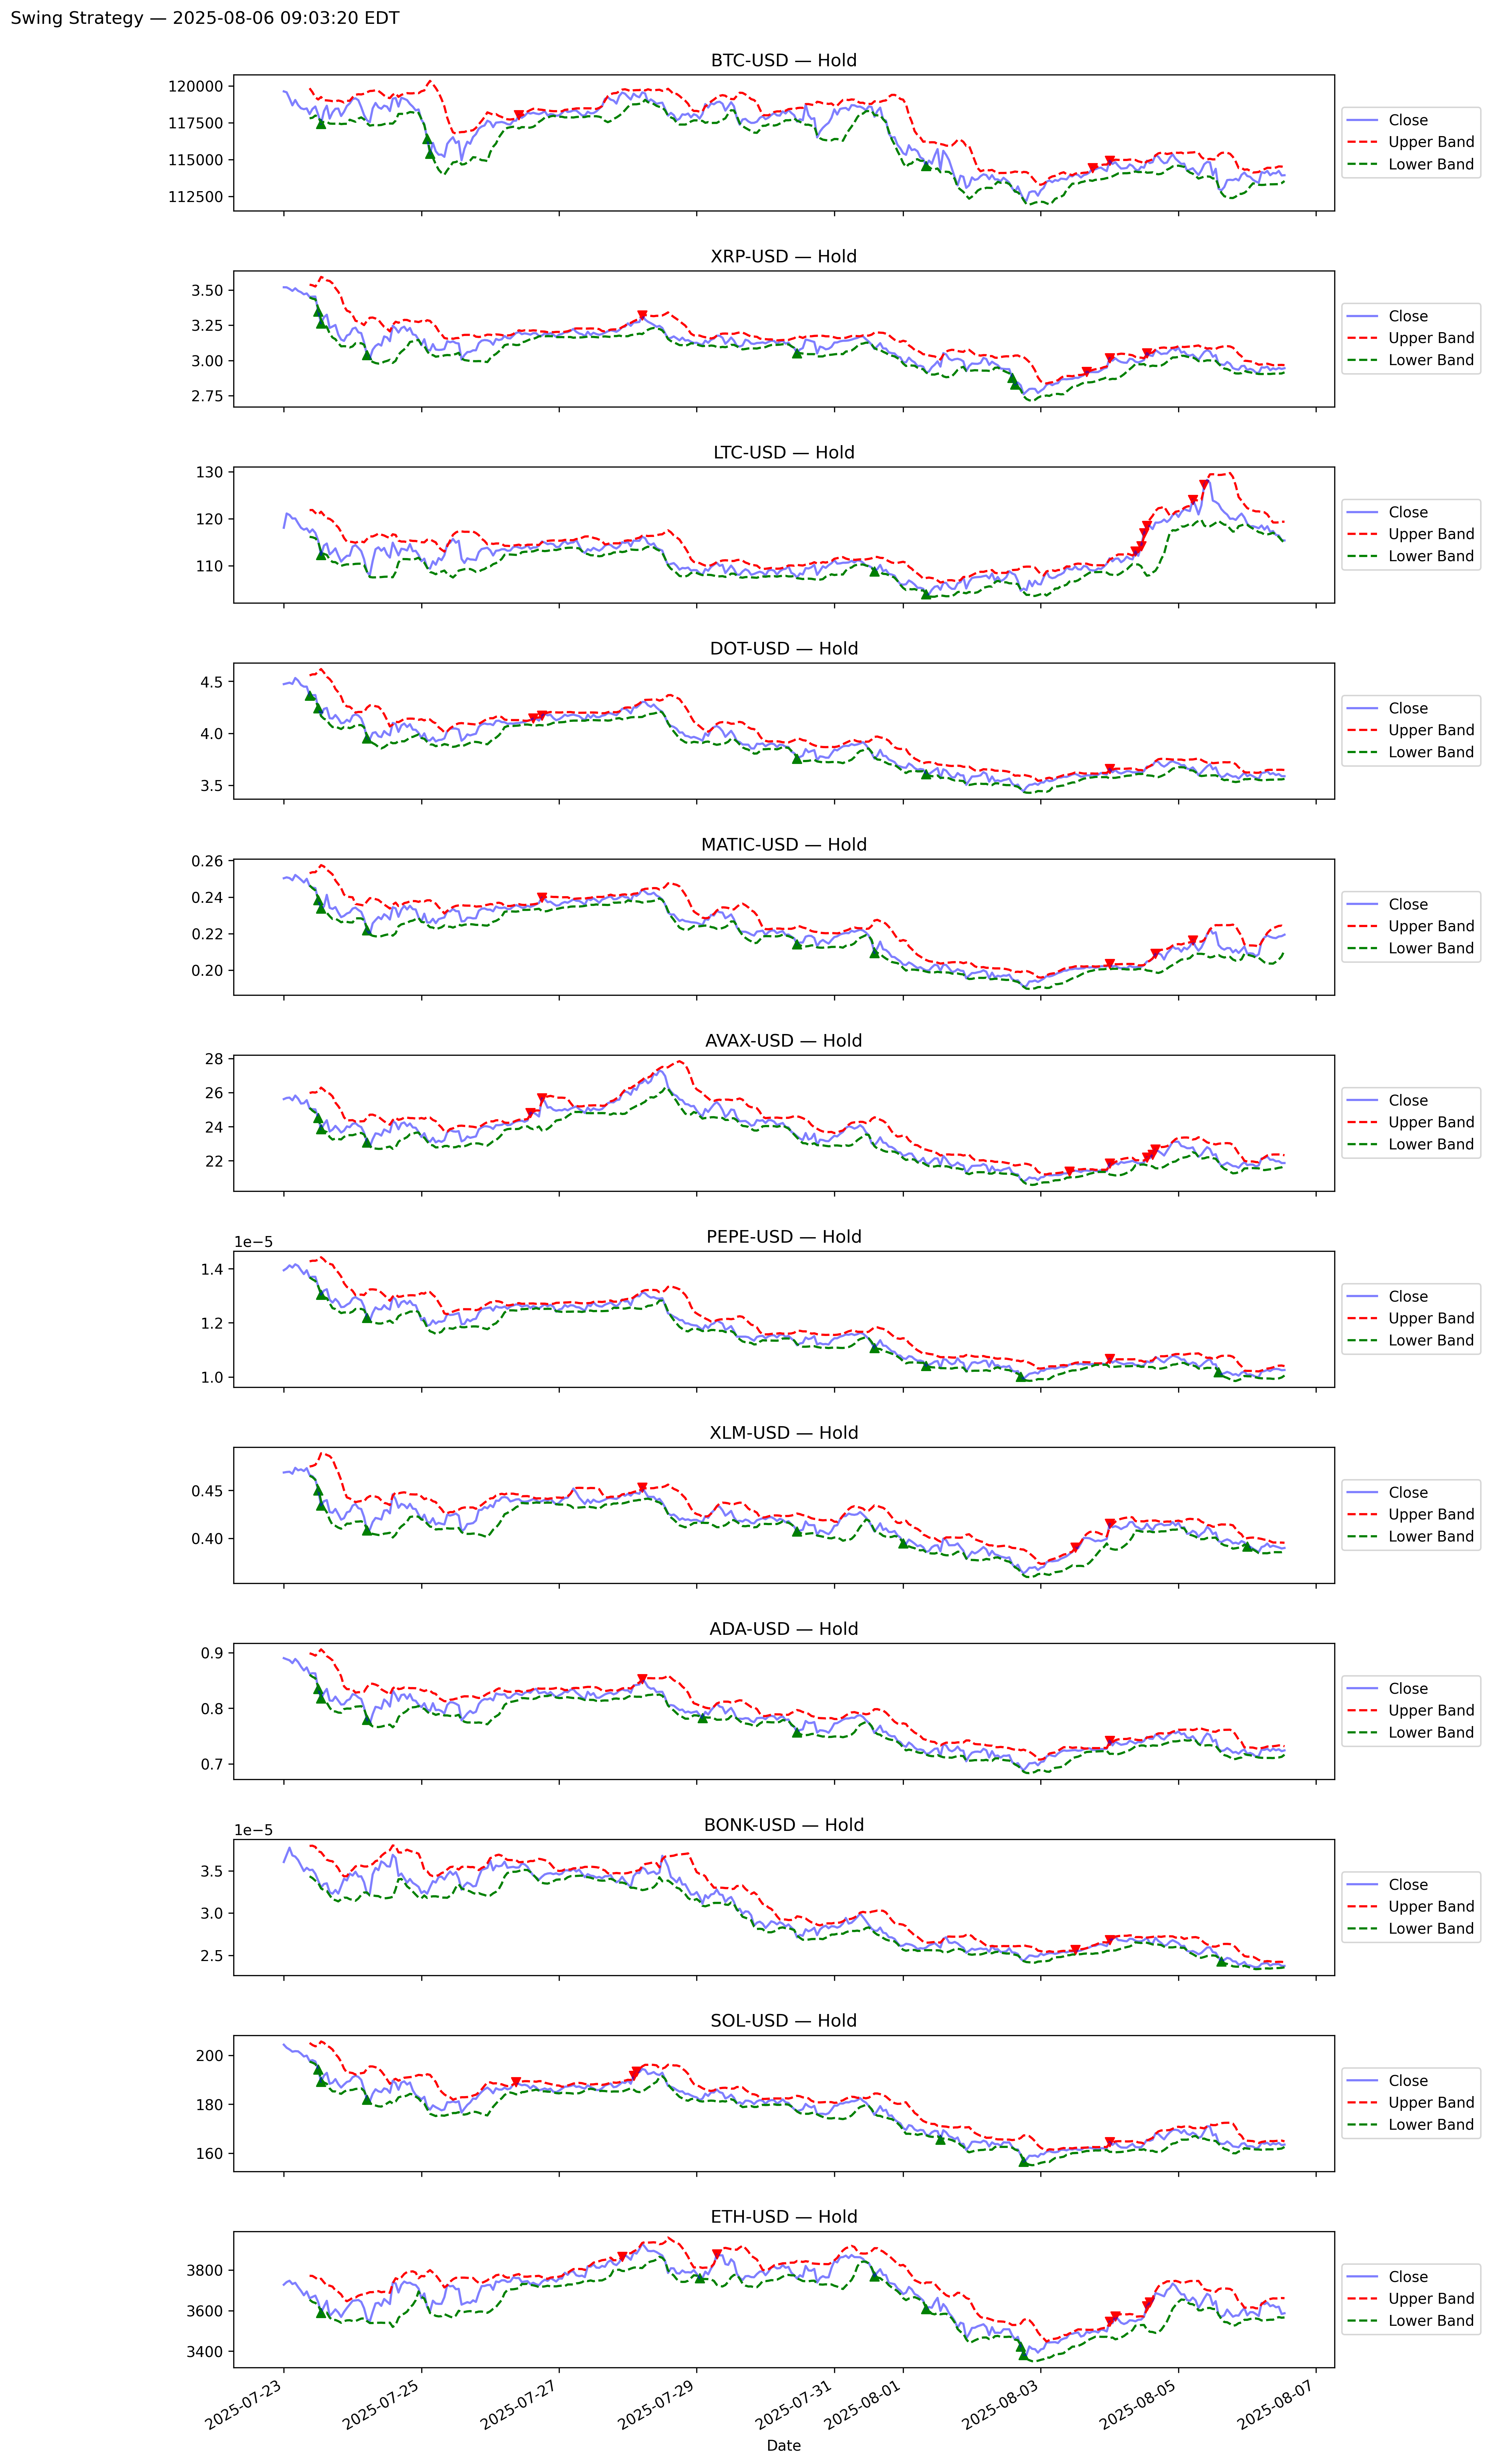 Swing Strategy — 2025-08-06 09:03:20 EDT
BTC-USD — Hold
120000
117500
115000
112500
Close
Upper Band
Lower Band
XRP-USD — Hold
3.50
3.25
3.00
2.75
Close
Upper Band
Lower Band
LTC-USD — Hold
130
120
110
Close
Upper Band
Lower Band
DOT-USD — Hold
4.5
4.0
3.5
Close
Upper Band
Lower Band
MATIC-USD — Hold
0.26
0.24
0.22
0.20
Close
Upper Band
Lower Band
AVAX-USD — Hold
28
26
24
22
Close
Upper Band
Lower Band
PEPE-USD — Hold
1e−5
1.4
1.2
1.0
Close
Upper Band
Lower Band
XLM-USD — Hold
0.45
0.40
Close
Upper Band
Lower Band
ADA-USD — Hold
0.9
0.8
0.7
Close
Upper Band
Lower Band
BONK-USD — Hold
1e−5
3.5
3.0
2.5
Close
Upper Band
Lower Band
SOL-USD — Hold
200
180
160
Close
Upper Band
Lower Band
ETH-USD — Hold
3800
3600
3400
Close
Upper Band
Lower Band
2025-07-23
2025-07-25
2025-07-27
2025-07-29
2025-07-31
2025-08-01
2025-08-03
2025-08-05
2025-08-07
Date